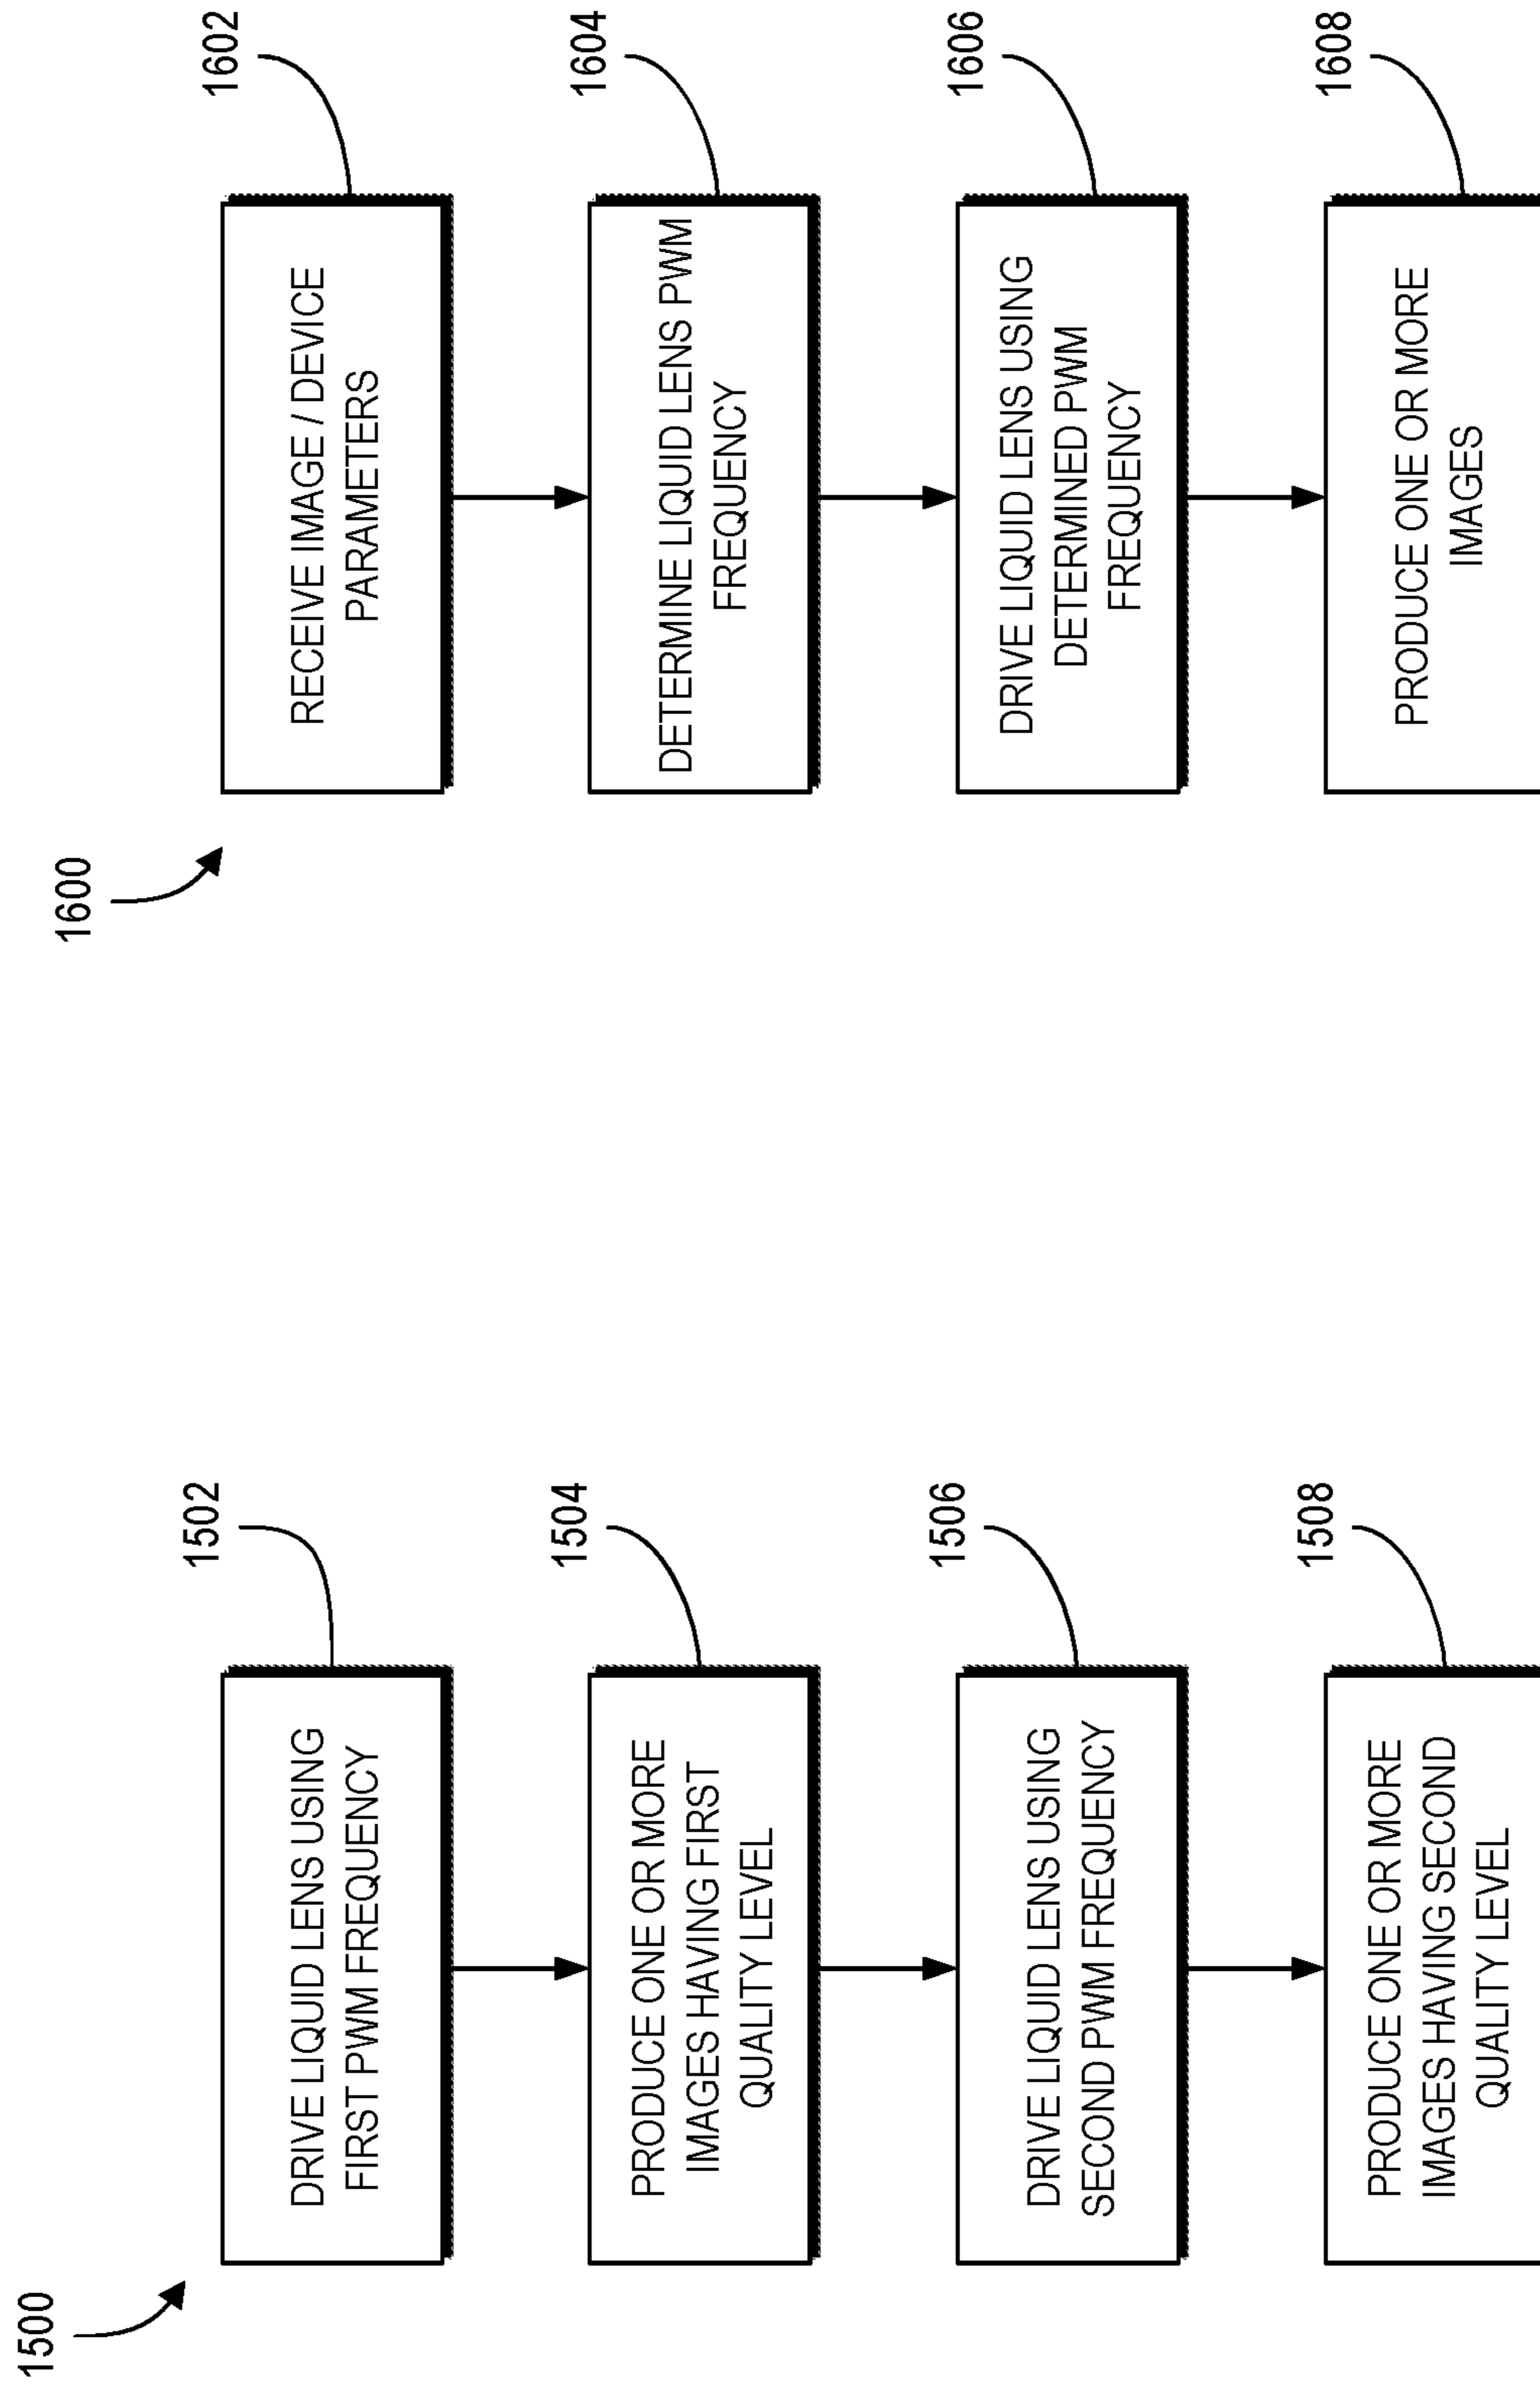 1500
DRIVE LIQUID LENS USING
FIRST PWM FREQUENCY
1502
PRODUCE ONE OR MORE
IMAGES HAVING FIRST
QUALITY LEVEL
1504
DRIVE LIQUID LENS USING
SECOND PWM FREQUENCY
1506
PRODUCE ONE OR MORE
IMAGES HAVING SECOND
QUALITY LEVEL
1508
1600
RECEIVE IMAGE / DEVICE
PARAMETERS
1602
DETERMINE LIQUID LENS PWM
FREQUENCY
1604
DRIVE LIQUID LENS USING
DETERMINED PWM
FREQUENCY
1606
PRODUCE ONE OR MORE
IMAGES
1608